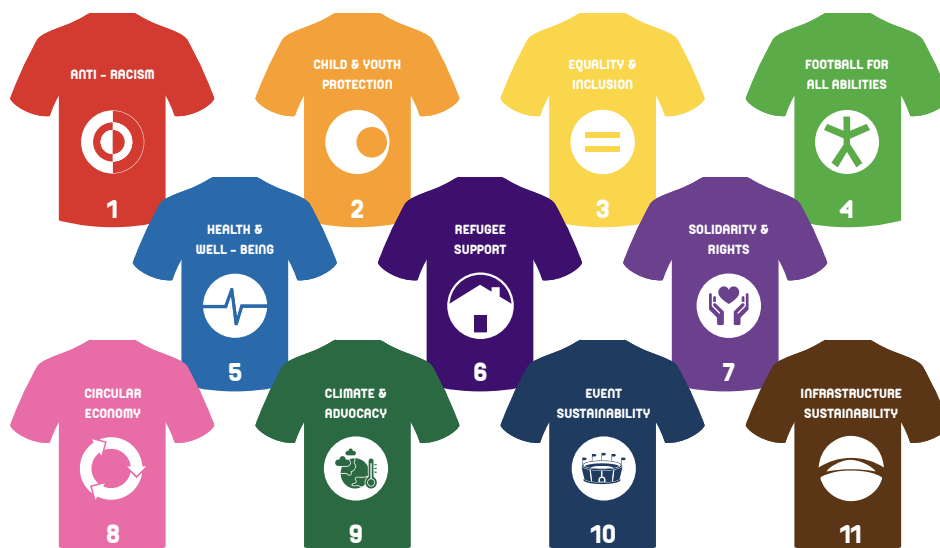 ANTI - RACISM
1
CHILD & YOUTH
PROTECTION
2
EQUALITY &
INCLUSION
3
FOOTBALL FOR
ALL ABILITIES
4
HEALTH &
WELL - BEING
5
REFUGEE
SUPPORT
6
SOLIDARITY &
RIGHTS
7
CIRCULAR
ECONOMY
8
CLIMATE &
ADVOCACY
9
EVENT
SUSTAINABILITY
10
INFRASTRUCTURE
SUSTAINABILITY
11